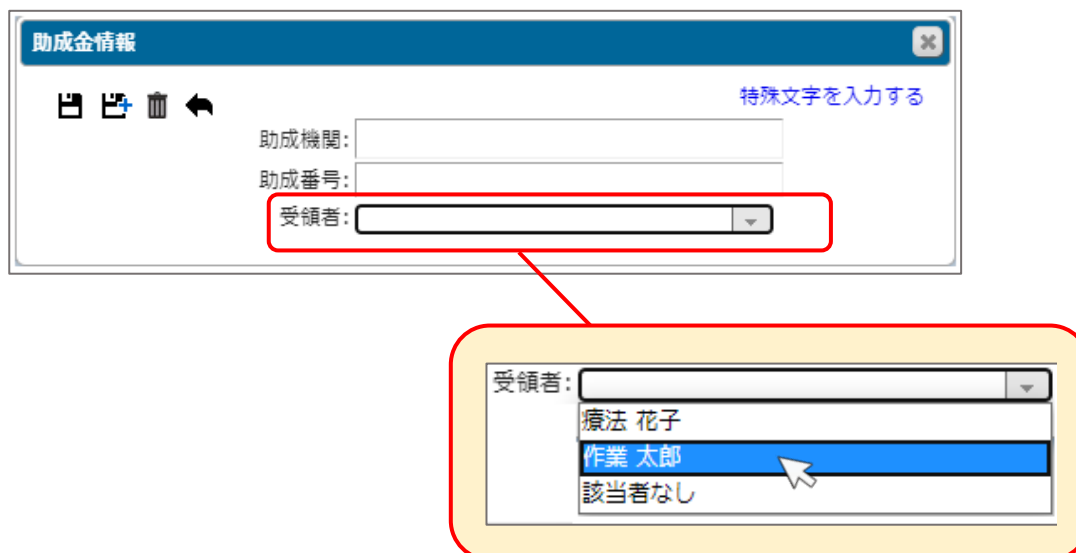 助成金情報
特殊文字を入力する
助成機関:
助成番号:
受領者:
受領者:
療法 花子
作業 太郎
該当者なし